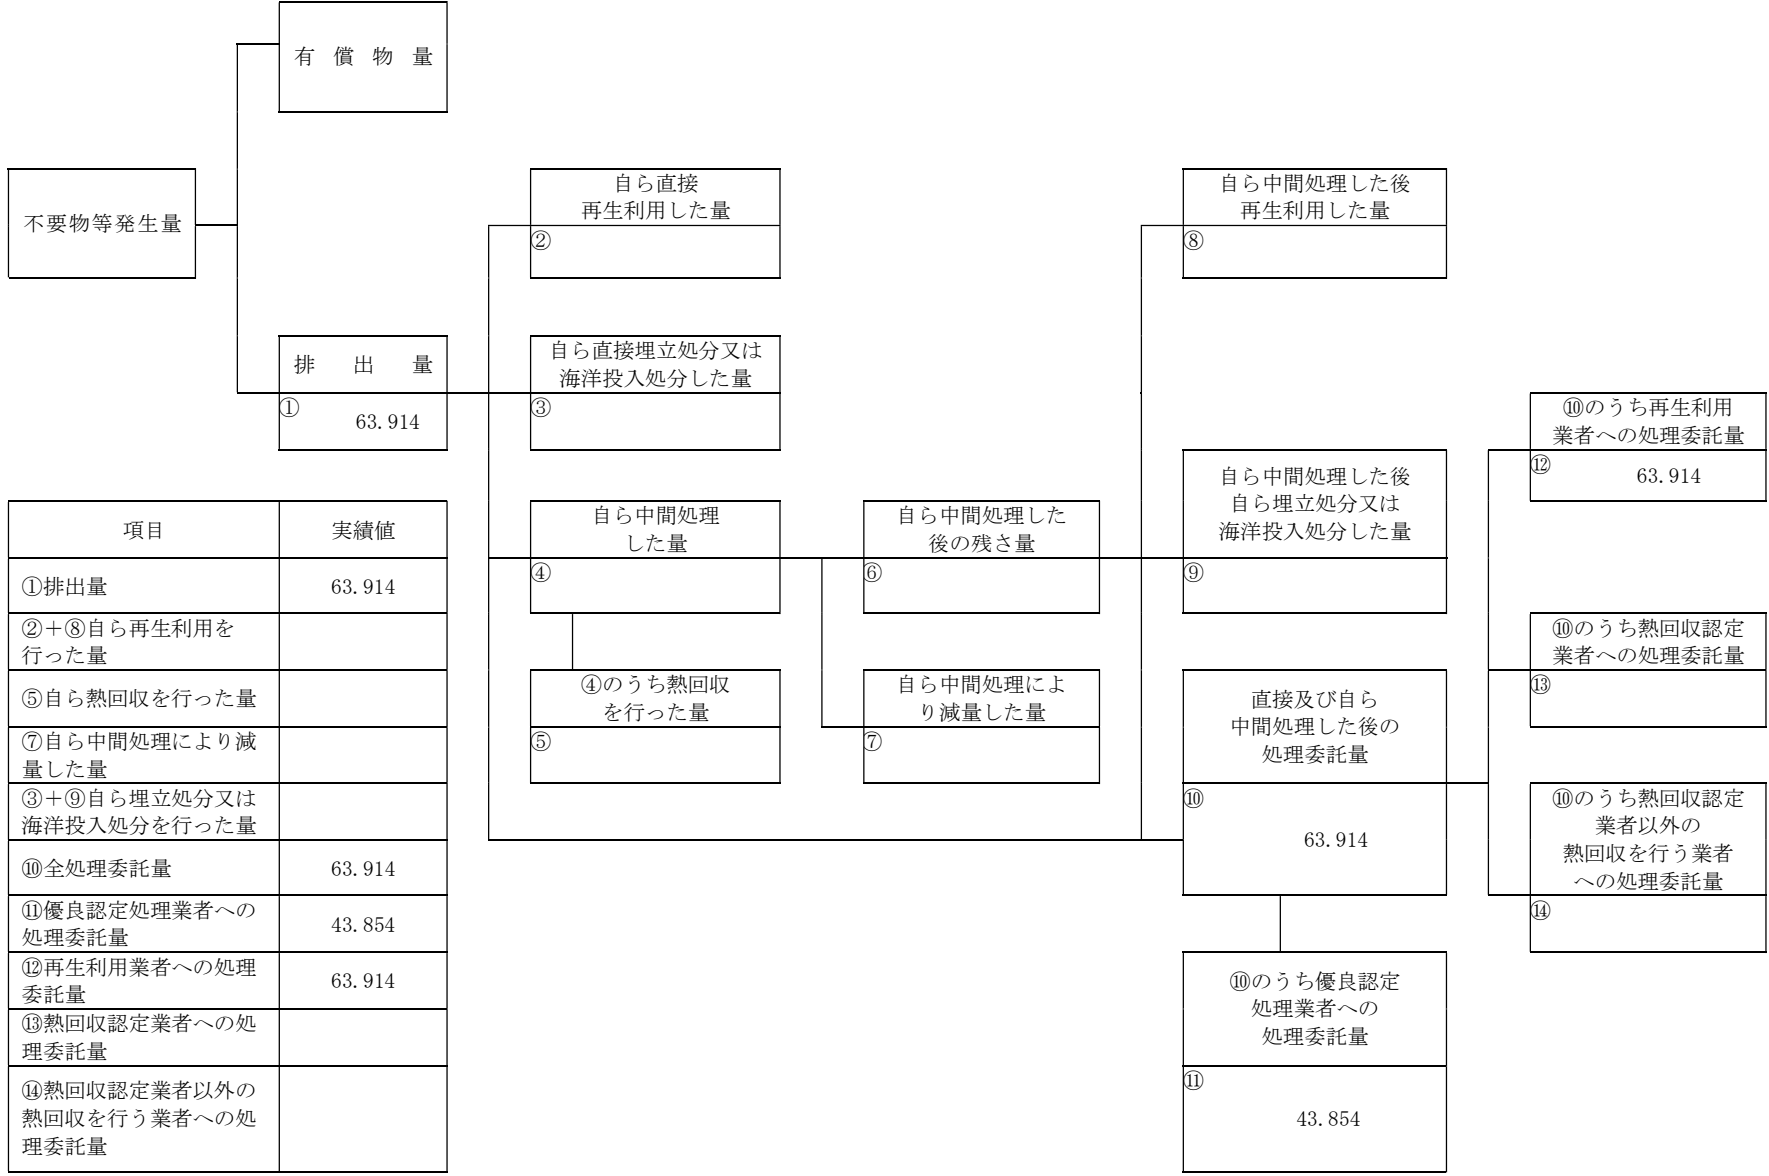 有償物量
不要物等発生量
自ら直接
再生利用した量
②
自ら中間処理した後
再生利用した量
⑧
排出量
① 63.914
自ら直接埋立処分又は
海洋投入処分した量
③
⑩のうち再生利用
業者への処理委託量
⑫ 63.914
自ら中間処理
した量
④
自ら中間処理した
後の残さ量
⑥
自ら中間処理した後
自ら埋立処分又は
海洋投入処分した量
⑨
⑩のうち熱回収認定
業者への処理委託量
⑬
④のうち熱回収
を行った量
⑤
自ら中間処理によ
り減量した量
⑦
直接及び自ら
中間処理した後の
処理委託量
⑩
63.914
⑩のうち熱回収認定
業者以外の
熱回収を行う業者
への処理委託量
⑭
⑩のうち優良認定
処理業者への
処理委託量
⑪
43.854
項目 実績値
①排出量 63.914
②+⑧自ら再生利用を
行った量
⑤自ら熱回収を行った量
⑦自ら中間処理により減
量した量
③+⑨自ら埋立処分又は
海洋投入処分を行った量
⑩全処理委託量 63.914
⑪優良認定処理業者への
処理委託量 43.854
⑫再生利用業者への処理
委託量 63.914
⑬熱回収認定業者への処
理委託量
⑭熱回収認定業者以外の
熱回収を行う業者への処
理委託量